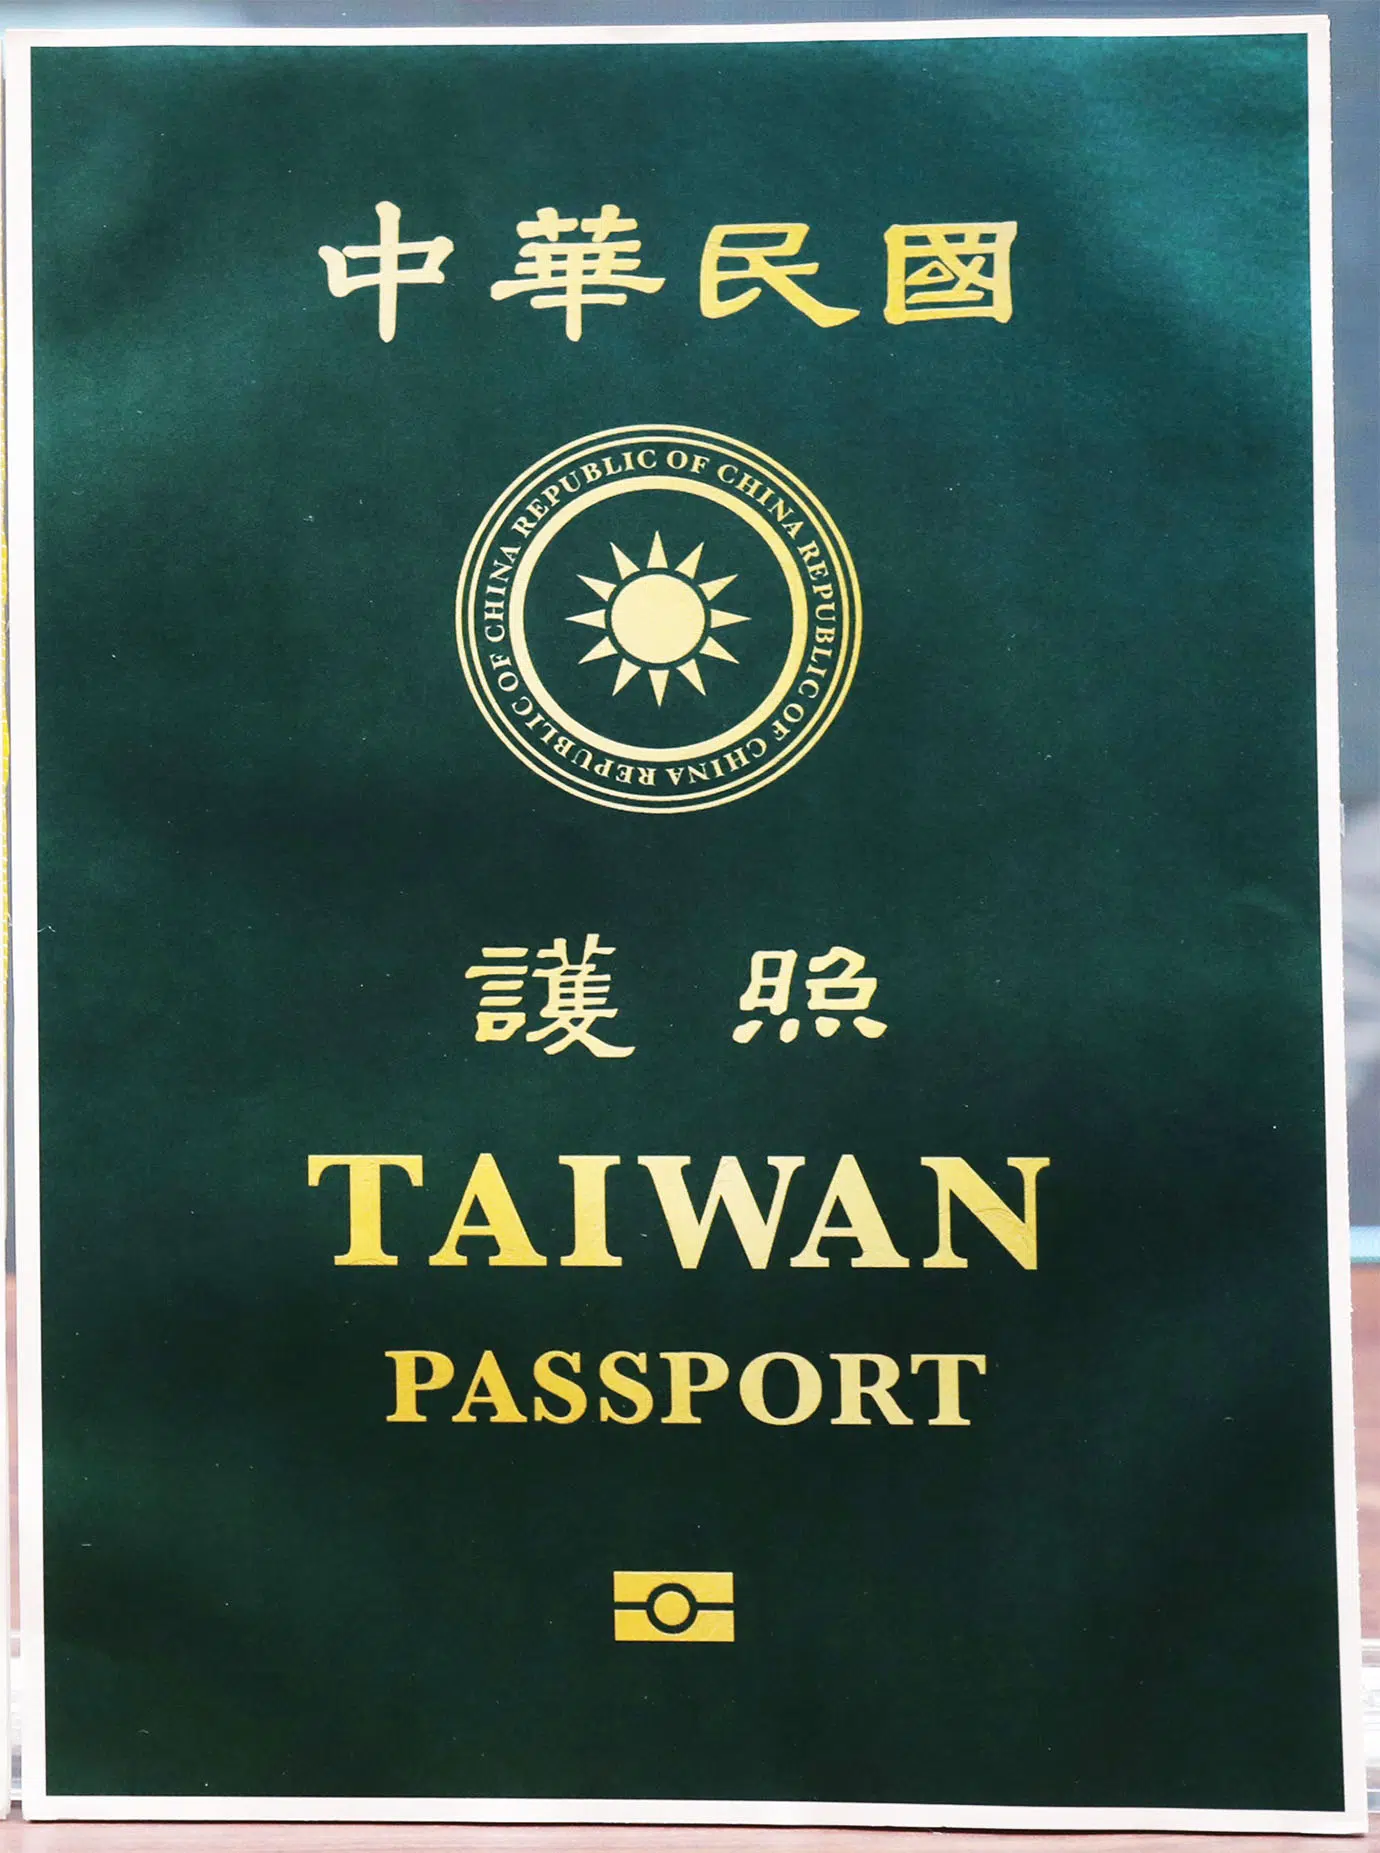 中華民國
REPUBLIC OF CHINA REPUBLIC OF CHINA REPUBLIC OF CHINA
護照
TAIWAN
PASSPORT